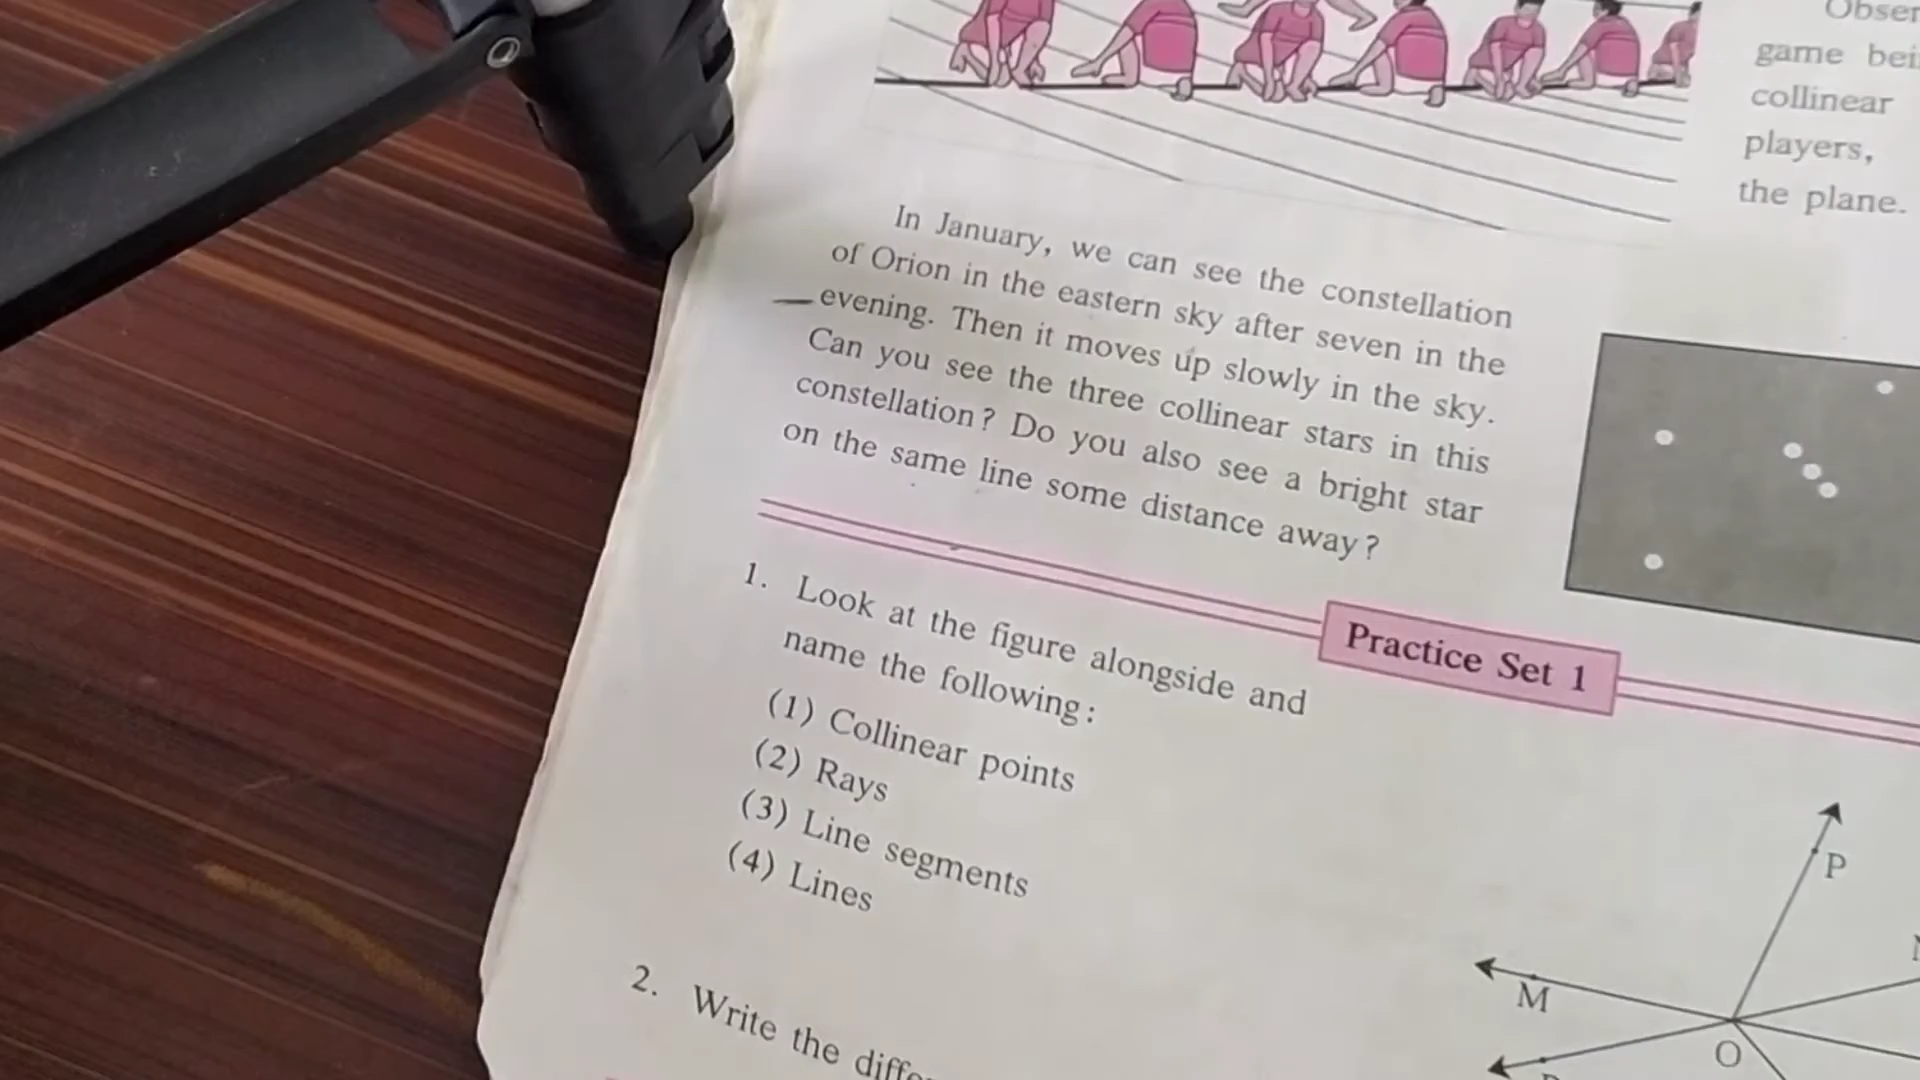 game
collinear
players,
the plane.
In January, we can see the constellation
of Orion in the eastern sky after seven in the
evening. Then it moves up slowly in the sky.
Can you see the three collinear stars in this
constellation? Do you also see a bright star
on the same line some distance away?
Practice Set 1
1. Look at the figure alongside and
name the following:
(1) Collinear points
(2) Rays
(3) Line segments
(4) Lines
P
M
O
2. Write the